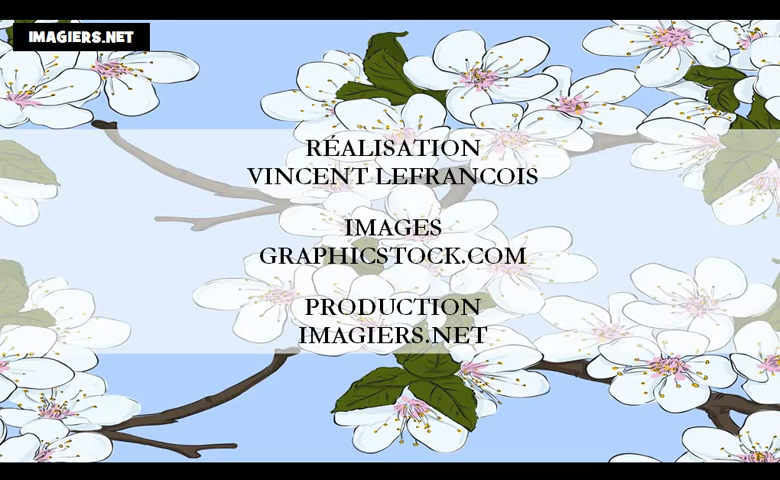 IMAGIERS.NET
RÉALISATION
VINCENT LEFRANCOIS
IMAGES
GRAPHICSTOCK.COM
PRODUCTION
IMAGIERS.NET